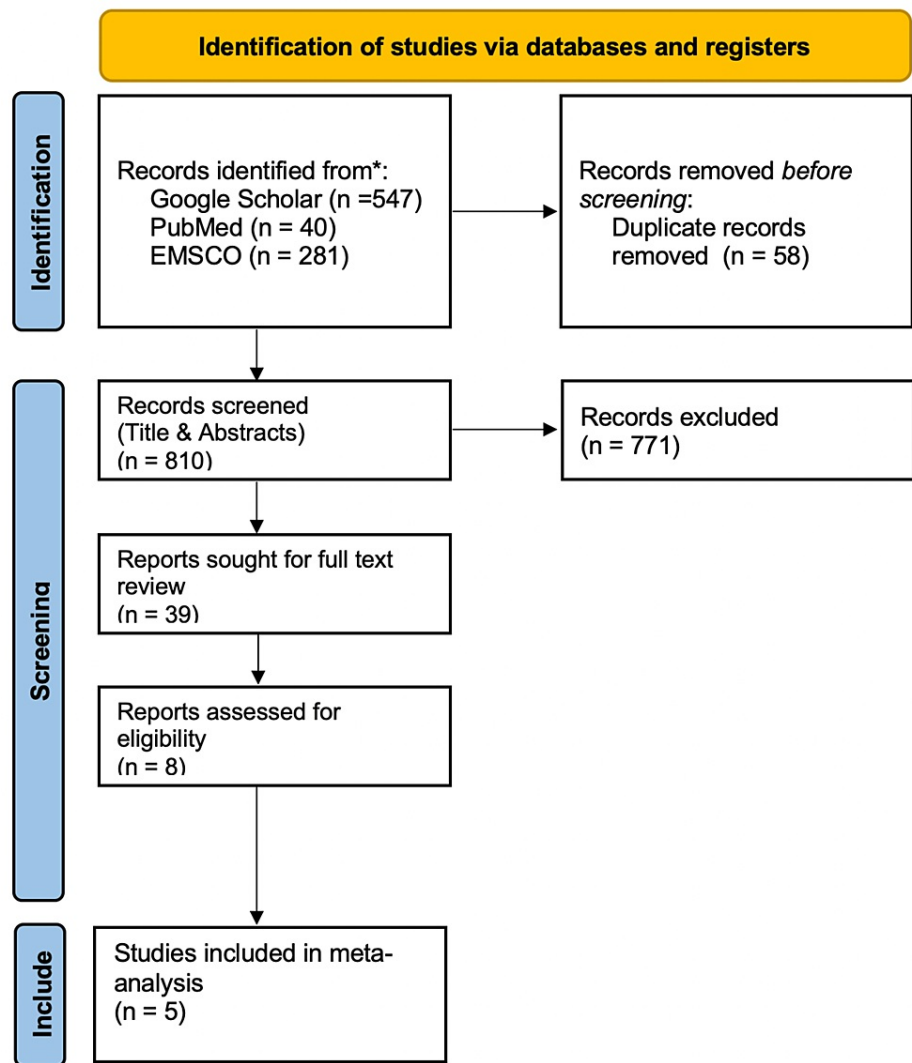 Identification of studies via databases and registers
Identification
Records identified from*:
Google Scholar (n =547)
PubMed (n = 40)
EMSCO (n = 281)
Records removed before
screening:
Duplicate records
removed  (n = 58)
Screening
Records screened
(Title & Abstracts)
(n = 810)
Records excluded
(n = 771)
Reports sought for full text
review
(n = 39)
Reports assessed for
eligibility
(n = 8)
Include
Studies included in meta-
analysis
(n = 5)